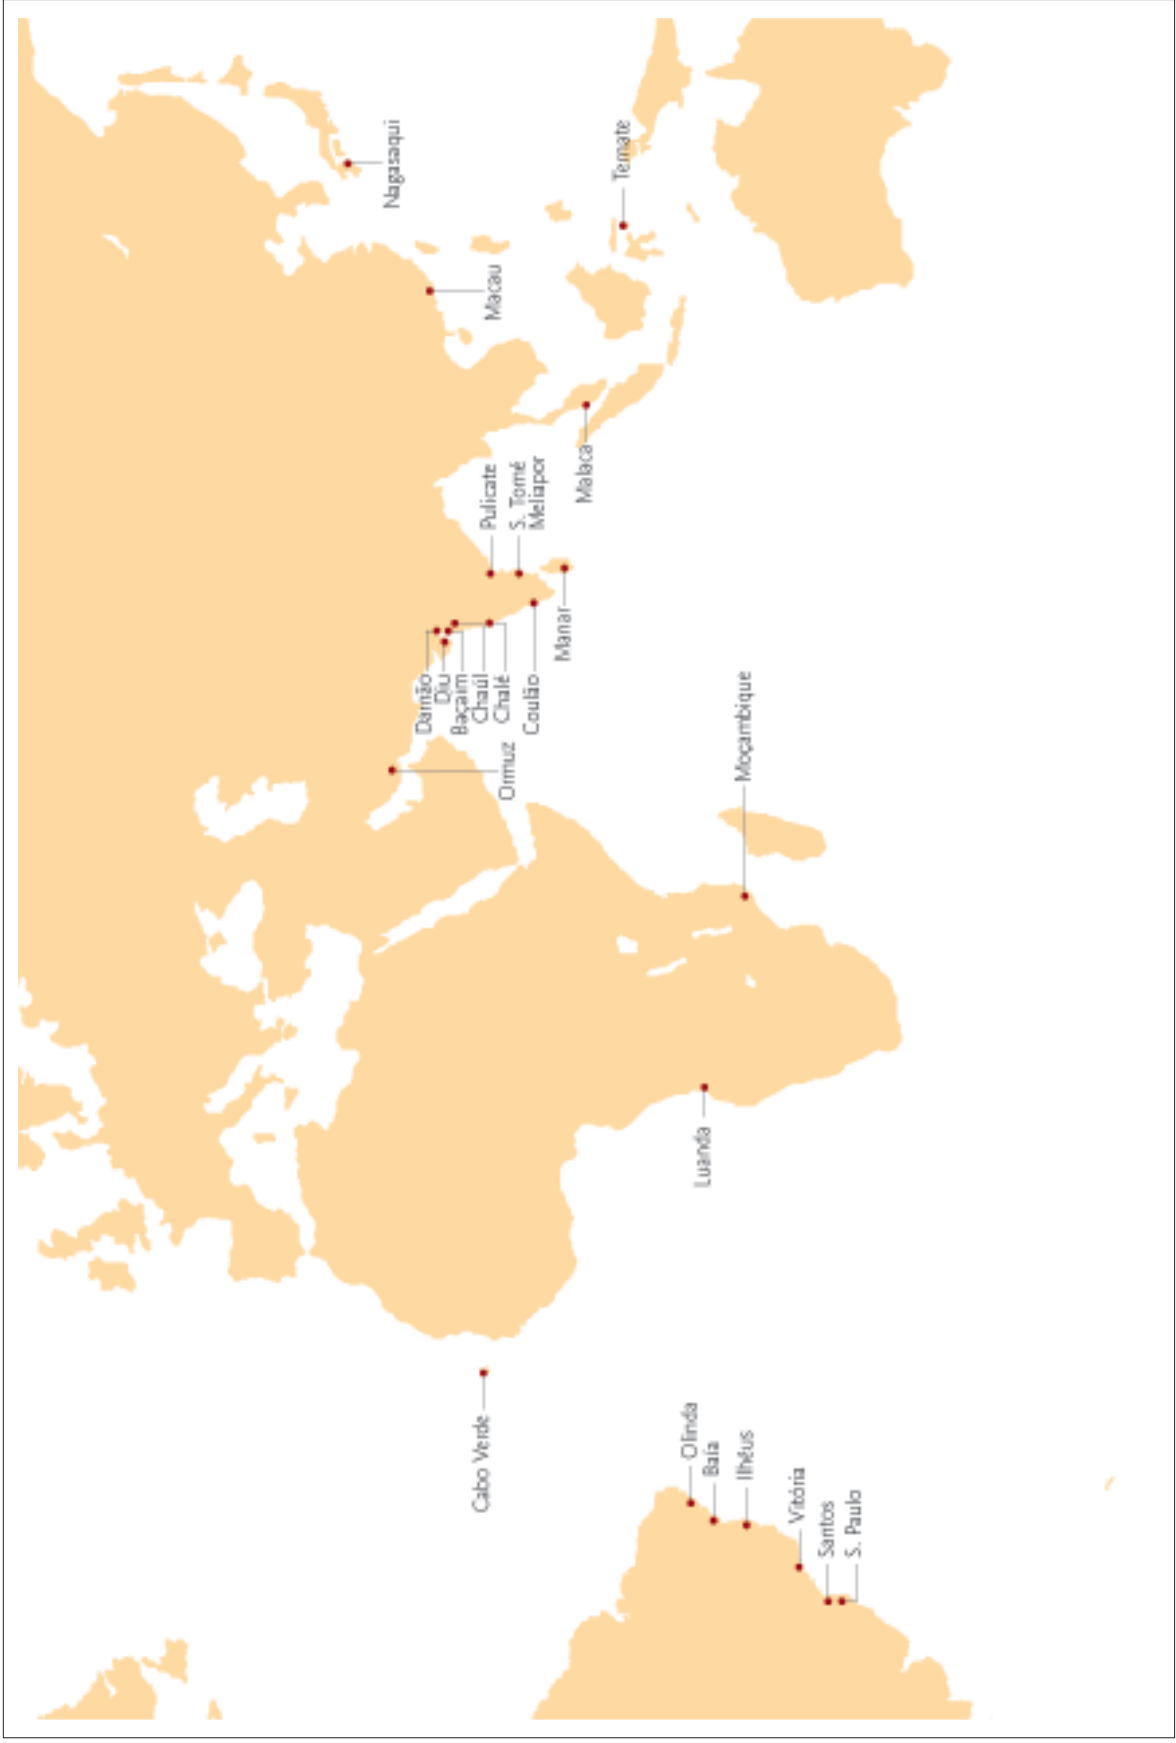 Nagasaqui
Macau
Ternate
Malaca
Pulicate
S. Tomé
Meliapor
Manar
Damão
Diu
Baçaim
Chaúl
Chalé
Coulão
Ormuz
Moçambique
Luanda
Cabo Verde
Olinda
Baía
Ilhéus
Vitória
Santos
S. Paulo